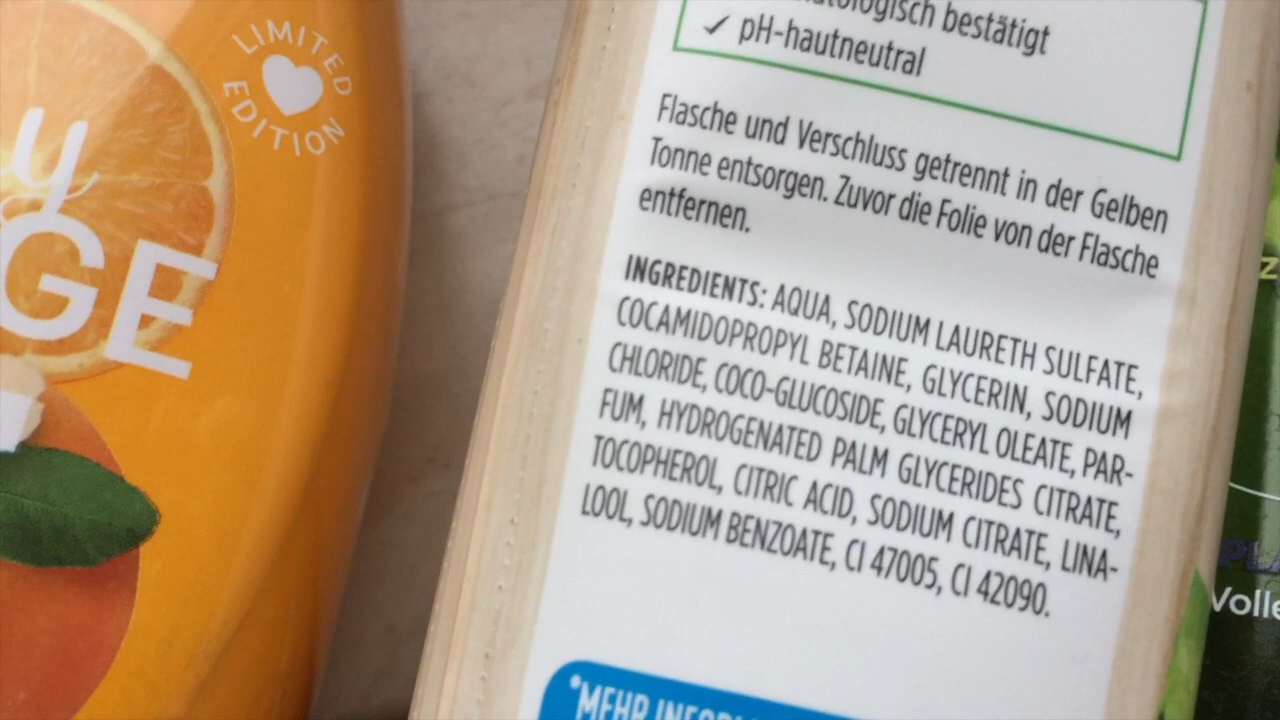 LIMITED
EDITION
y
GE
bestätigt
✓ pH-hautneutral
Flasche und Verschluss getrennt in der Gelben
Tonne entsorgen. Zuvor die Folie von der Flasche
entfernen.
INGREDIENTS: AQUA, SODIUM LAURETH SULFATE,
COCAMIDOPROPYL BETAINE, GLYCERIN, SODIUM
CHLORIDE, COCO-GLUCOSIDE, GLYCERYL OLEATE, PAR-
FUM, HYDROGENATED PALM GLYCERIDES CITRATE,
TOCOPHEROL, CITRIC ACID, SODIUM CITRATE, LINA-
LOOL, SODIUM BENZOATE, CI 47005, CI 42090.
*MEHR
Volle